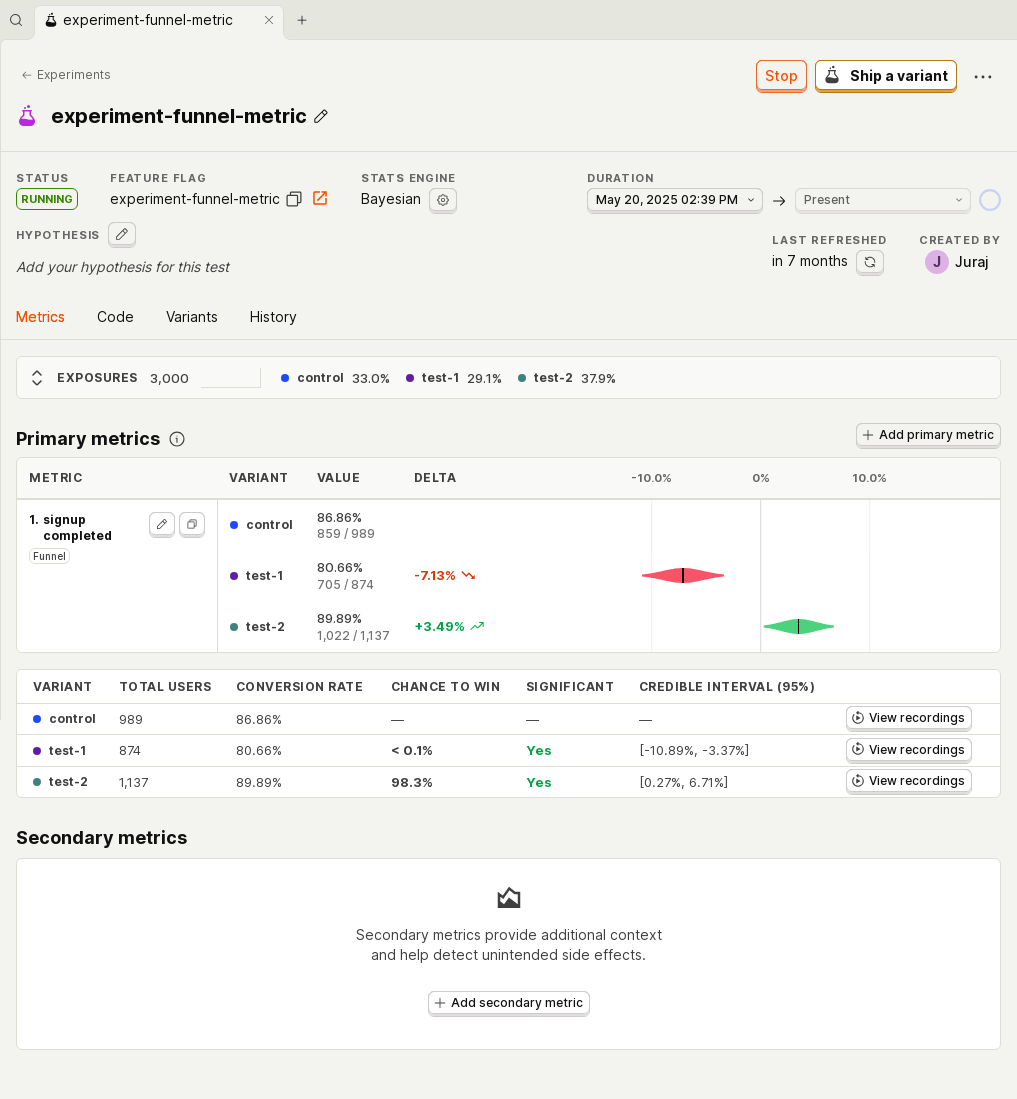 experiment-funnel-metric
Experiments
Stop
Ship a variant
experiment-funnel-metric
STATUS
FEATURE FLAG
STATS ENGINE
DURATION
RUNNING
experiment-funnel-metric
Bayesian
May 20, 2025 02:39 PM
Present
HYPOTHESIS
LAST REFRESHED
CREATED BY
Add your hypothesis for this test
in 7 months
J Juraj
Metrics Code Variants History
EXPOSURES 3,000 control 33.0% test-1 29.1% test-2 37.9%
Primary metrics
Add primary metric
METRIC VARIANT VALUE DELTA -10.0% 0% 10.0%
1. signup
completed
Funnel
control 86.86%
859 / 989
test-1 80.66% -7.13%
705 / 874
test-2 89.89% +3.49%
1,022 / 1,137
VARIANT TOTAL USERS CONVERSION RATE CHANCE TO WIN SIGNIFICANT CREDIBLE INTERVAL (95%)
control 989 86.86% — — — View recordings
test-1 874 80.66% < 0.1% Yes [-10.89%, -3.37%] View recordings
test-2 1,137 89.89% 98.3% Yes [0.27%, 6.71%] View recordings
Secondary metrics
Secondary metrics provide additional context
and help detect unintended side effects.
Add secondary metric